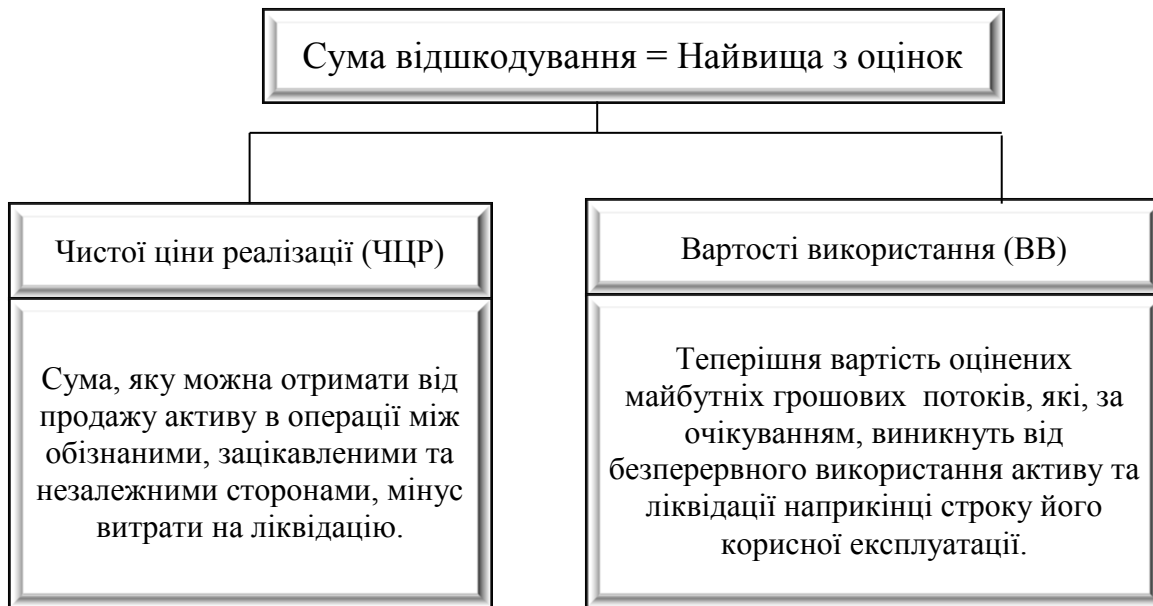 Сума відшкодування = Найвища з оцінок
Чистої ціни реалізації (ЧЦР)
Сума, яку можна отримати від
продажу активу в операції між
обізнаними, зацікавленими та
незалежними сторонами, мінус
витрати на ліквідацію.
Вартості використання (ВВ)
Теперішня вартість оцінених
майбутніх грошових потоків, які, за
очікуванням, виникнуть від
безперервного використання активу та
ліквідації наприкінці строку його
корисної експлуатації.